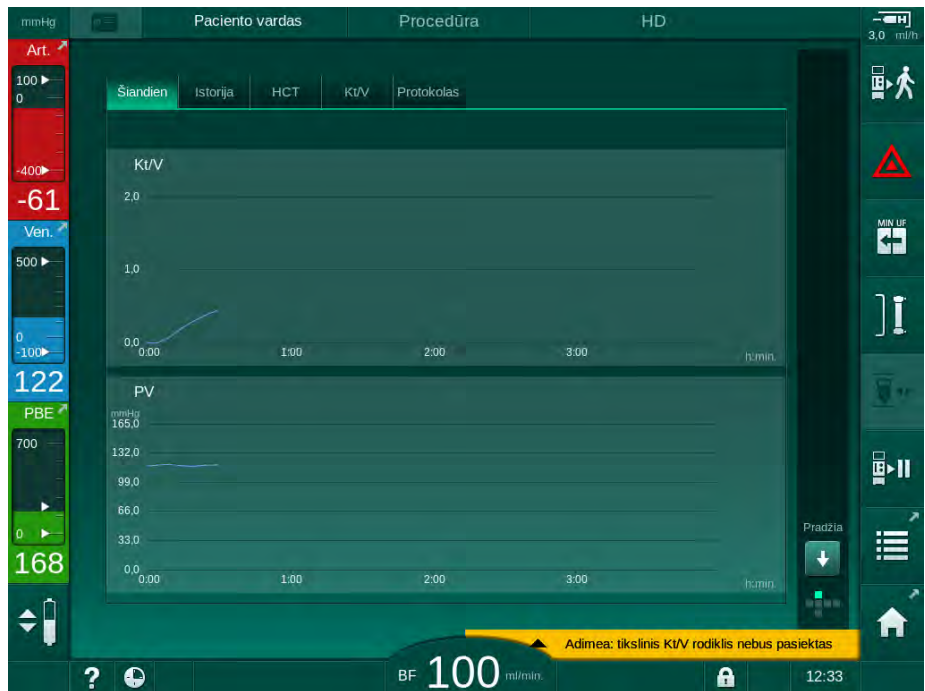 mmHg
Paciento vardas
Procedūra
HD
3,0 ml/h
Art.
100
0
-400
-61
Ven.
500
0
-100
122
PBE
700
0
168
Šiandien
Istorija
HCT
Kt/V
Protokolas
Kt/V
2,0
1,0
0,0
0:00
1:00
2:00
3:00
h:min.
PV
mmHg
165,0
132,0
99,0
66,0
33,0
0,0
0:00
1:00
2:00
3:00
h:min.
Pradžia
MIN UF
Adimea: tikslinis Kt/V rodiklis nebus pasiektas
?
BF 100 ml/min.
12:33